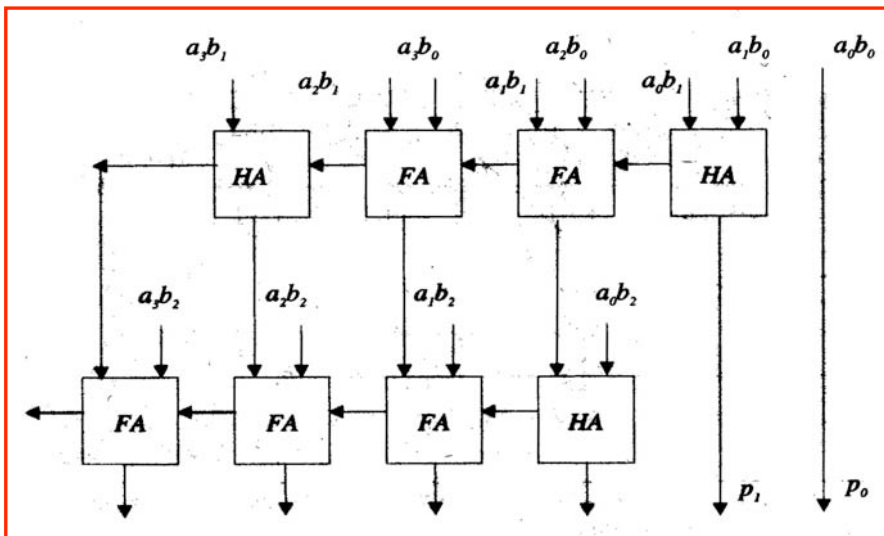 a₃b₁ a₃b₀ a₂b₀ a₁b₀ a₀b₀
a₂b₁ a₁b₁ a₀b₁
HA FA FA HA
a₃b₂ a₂b₂ a₁b₂ a₀b₂
FA FA FA HA
p₁ p₀